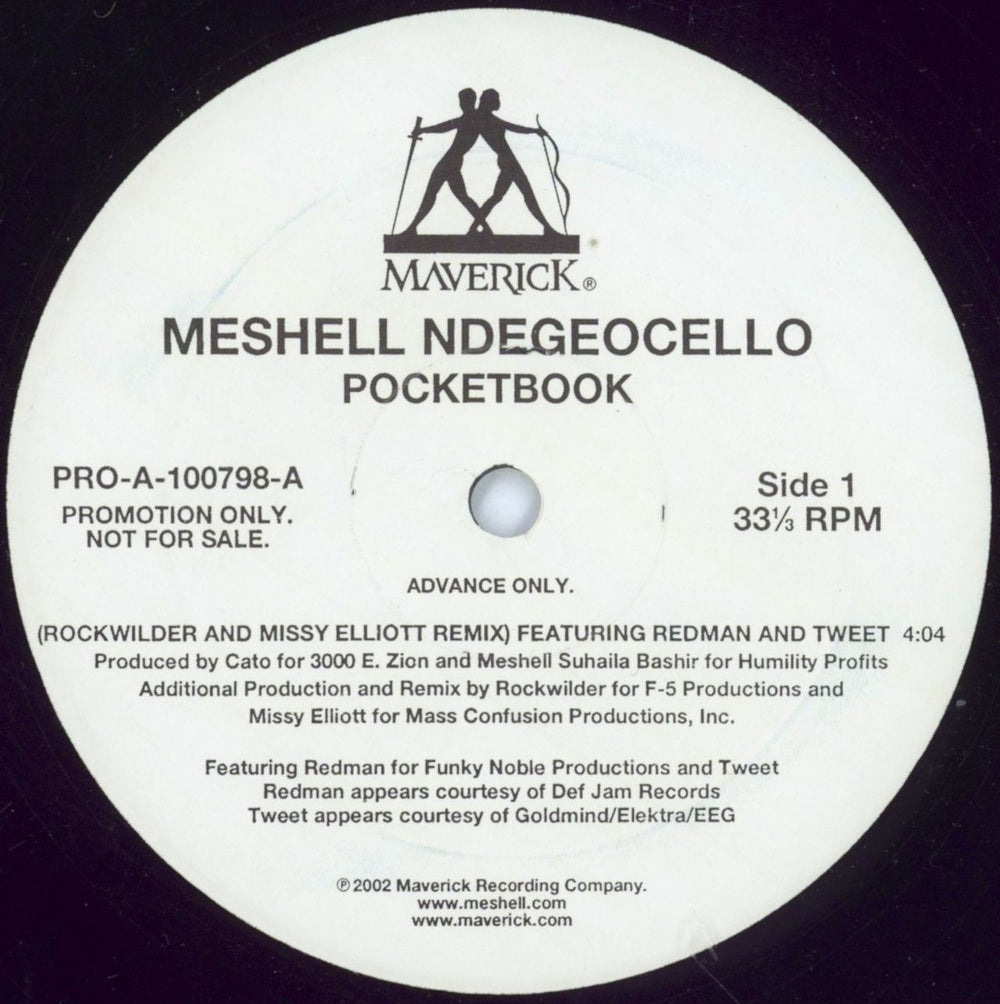 MAVERICK®
MESHELL NDEGEOCELLO
POCKETBOOK
PRO-A-100798-A
PROMOTION ONLY.
NOT FOR SALE.
Side 1
33⅓ RPM
ADVANCE ONLY.
(ROCKWILDER AND MISSY ELLIOTT REMIX) FEATURING REDMAN AND TWEET 4:04
Produced by Cato for 3000 E. Zion and Meshell Suhaila Bashir for Humility Profits
Additional Production and Remix by Rockwilder for F-5 Productions and
Missy Elliott for Mass Confusion Productions, Inc.
Featuring Redman for Funky Noble Productions and Tweet
Redman appears courtesy of Def Jam Records
Tweet appears courtesy of Goldmind/Elektra/EEG
℗ 2002 Maverick Recording Company.
www.meshell.com
www.maverick.com